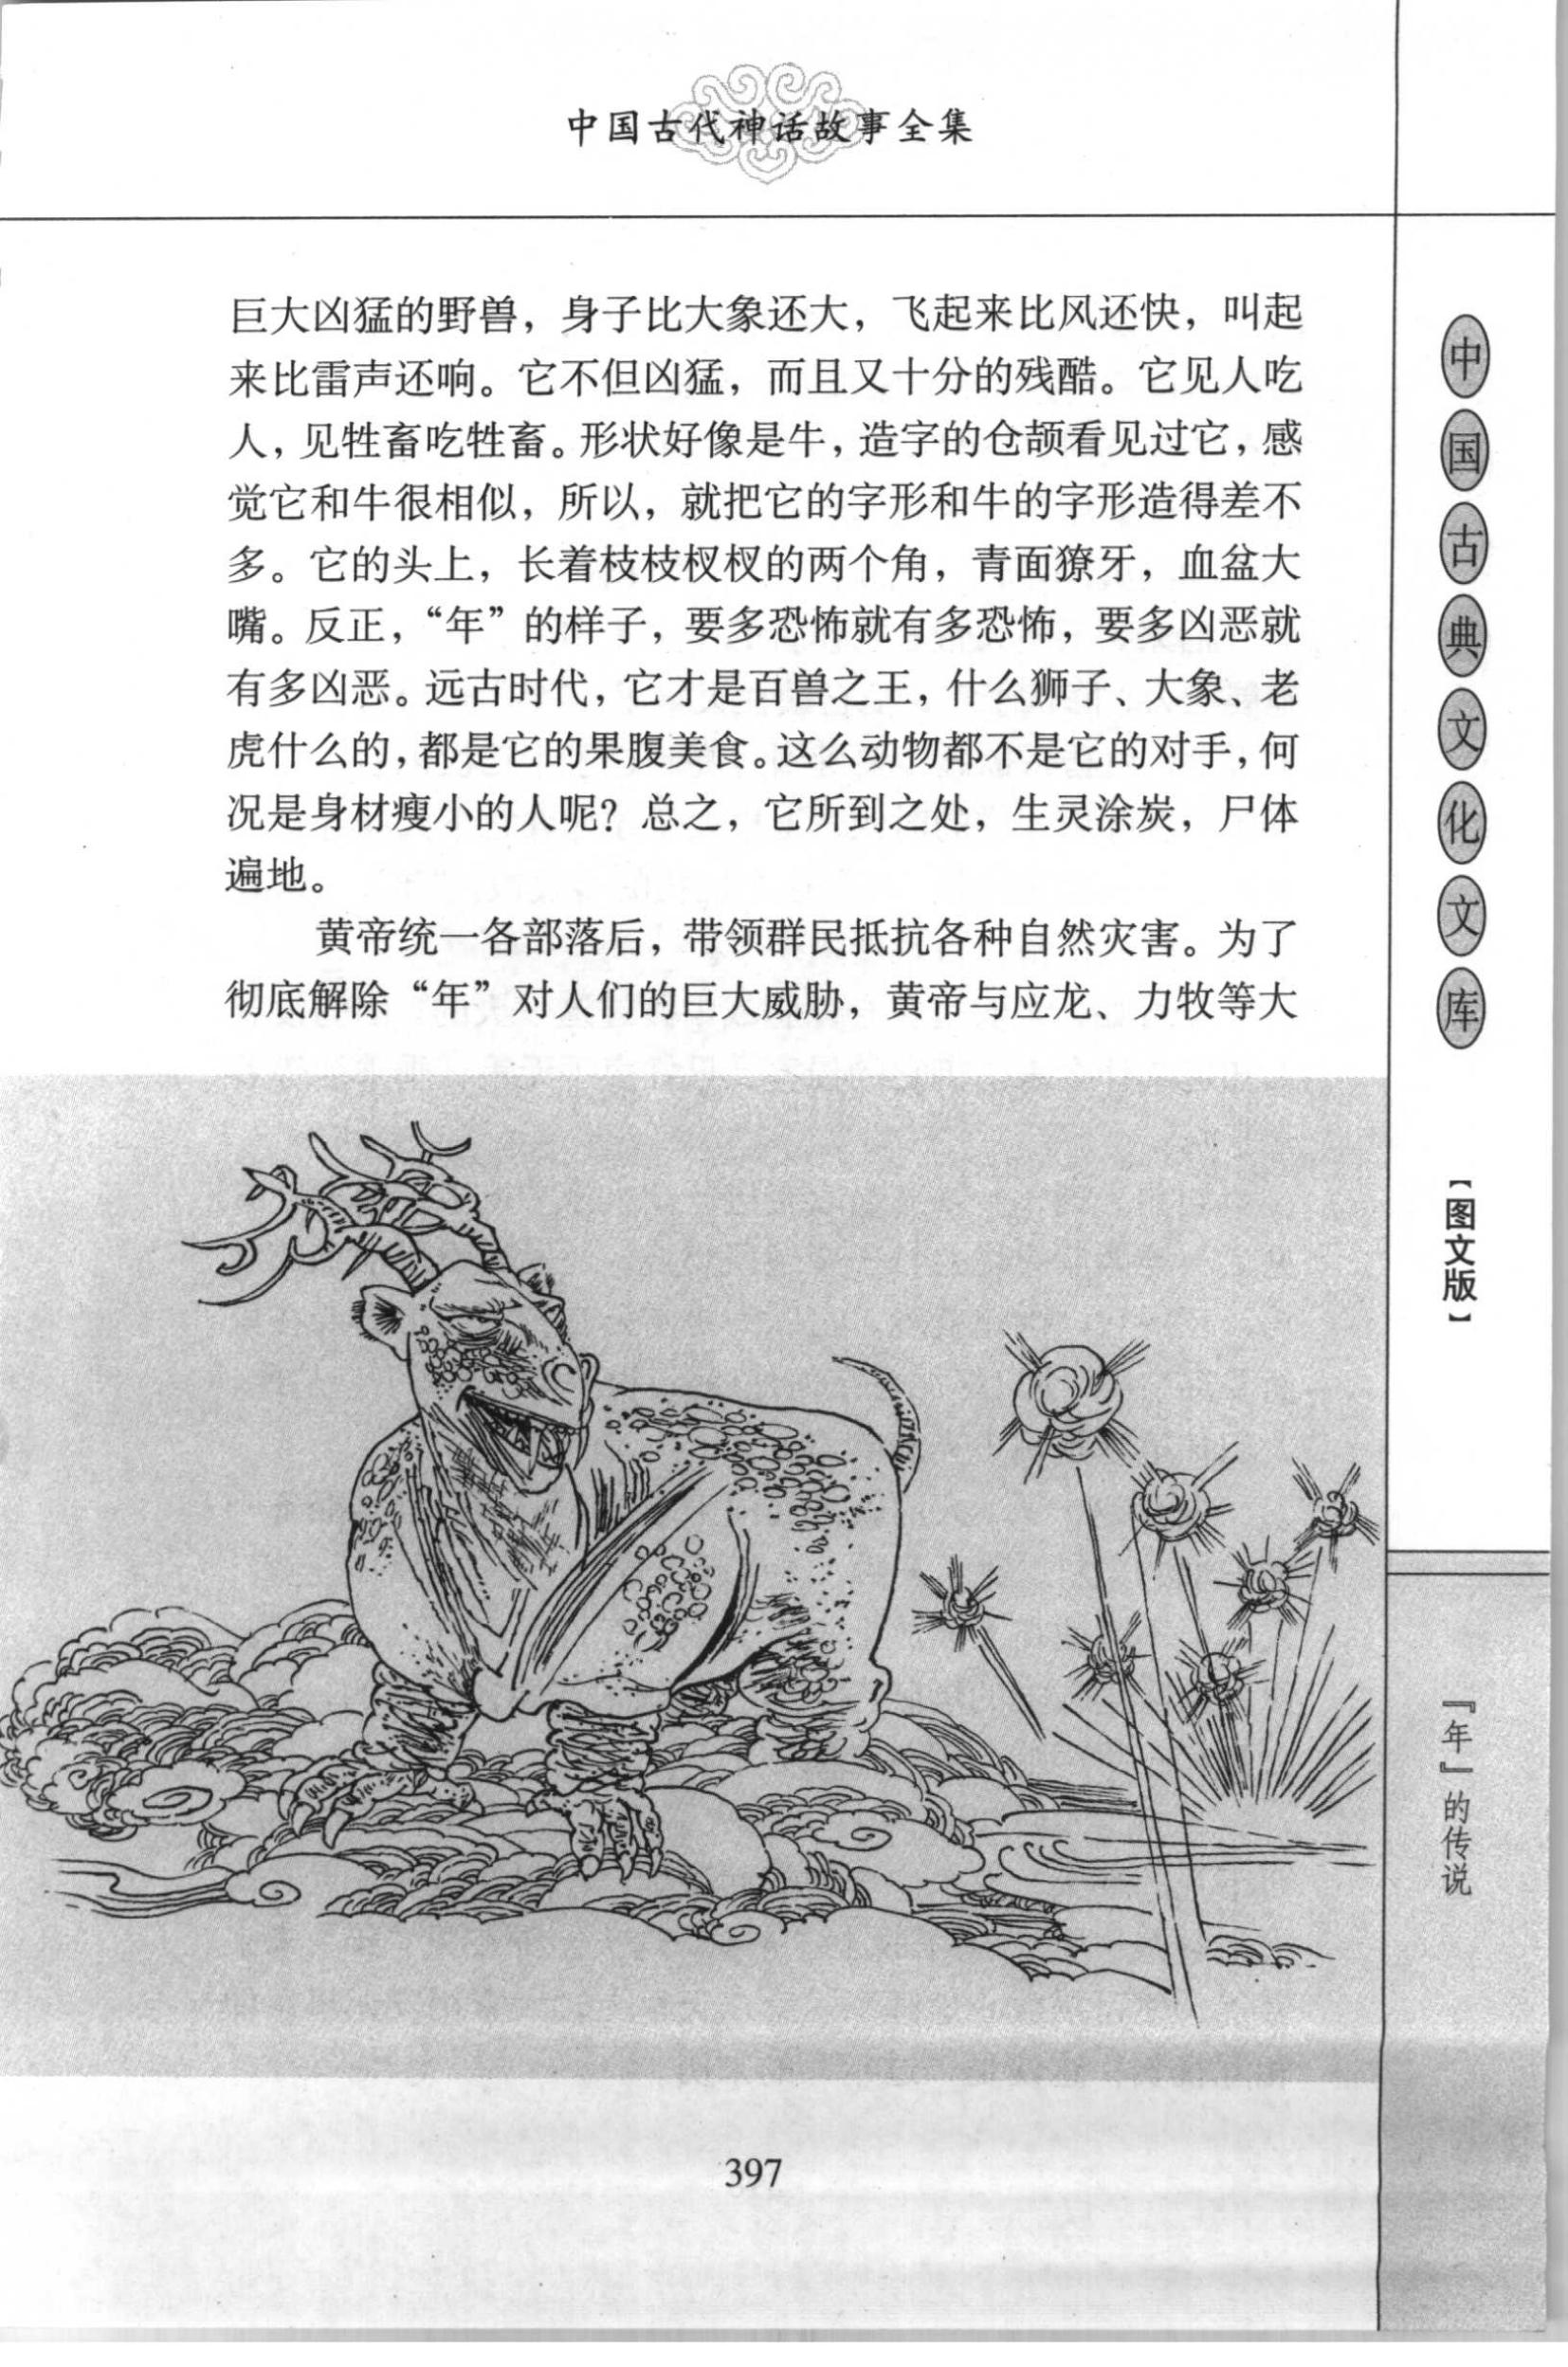 中国古代神话故事全集
巨大凶猛的野兽，身子比大象还大，飞起来比风还快，叫起
来比雷声还响。它不但凶猛，而且又十分的残酷。它见人吃
人，见牲畜吃牲畜。形状好像是牛，造字的仓颉看见过它，感
觉它和牛很相似，所以，就把它的字形和牛的字形造得差不
多。它的头上，长着枝枝杈杈的两个角，青面獠牙，血盆大
嘴。反正，“年”的样子，要多恐怖就有多恐怖，要多凶恶就
有多凶恶。远古时代，它才是百兽之王，什么狮子、大象、老
虎什么的，都是它的果腹美食。这么动物都不是它的对手，何
况是身材瘦小的人呢？总之，它所到之处，生灵涂炭，尸体
遍地。
黄帝统一各部落后，带领群民抵抗各种自然灾害。为了
彻底解除“年”对人们的巨大威胁，黄帝与应龙、力牧等大
397
中国古典文化文库
【图文版】
『年』的传说